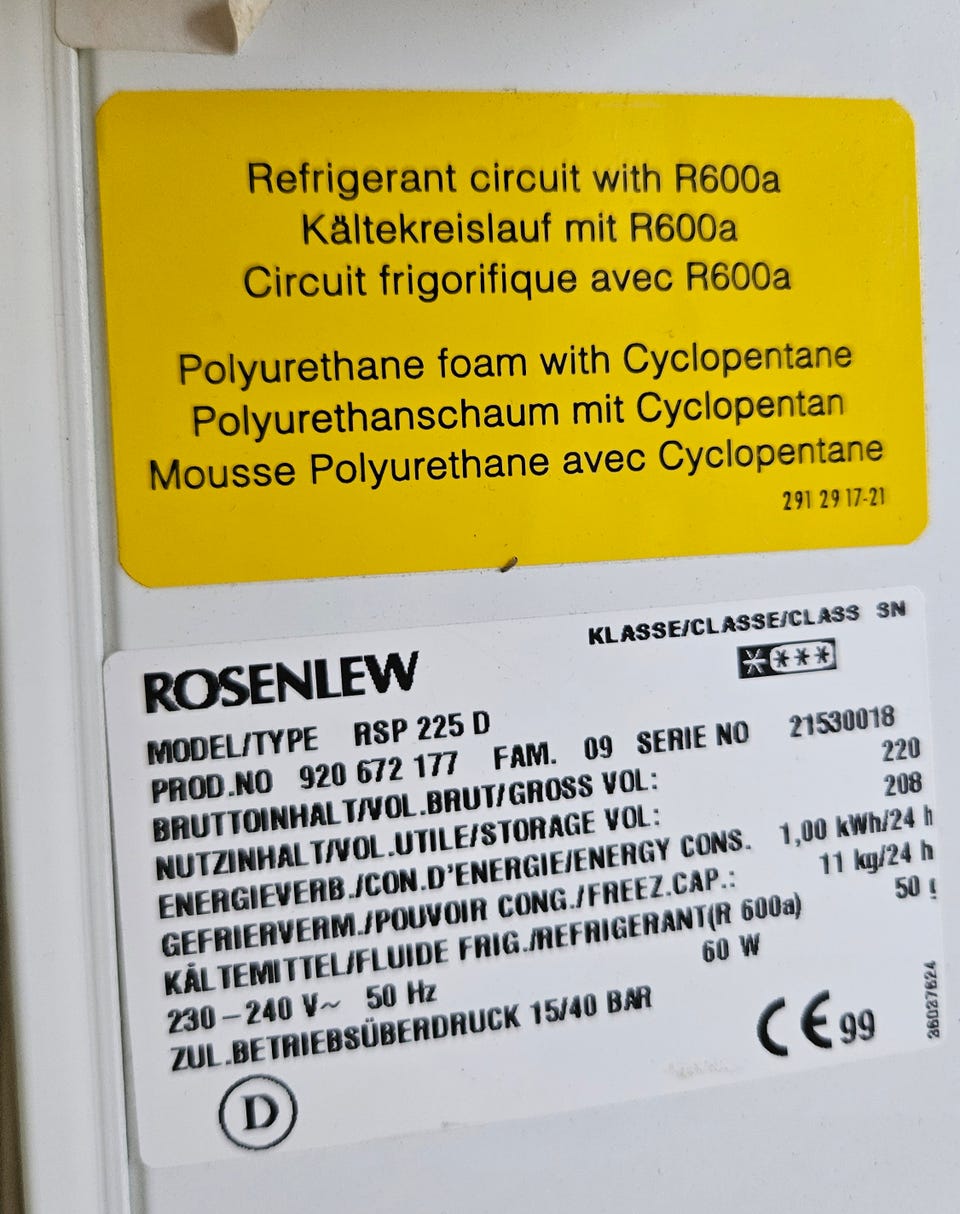 Refrigerant circuit with R600a
Kältekreislauf mit R600a
Circuit frigorifique avec R600a
Polyurethane foam with Cyclopentane
Polyurethanschaum mit Cyclopentan
Mousse Polyurethane avec Cyclopentane
291 29 17-21
KLASSE/CLASSE/CLASS SN
ROSENLEW
MODEL/TYPE RSP 225 D
PROD.NO 920 672 177 FAM. 09 SERIE NO 21530018
BRUTTOINHALT/VOL.BRUT/GROSS VOL: 220
NUTZINHALT/VOL.UTILE/STORAGE VOL: 208
ENERGIEVERB./CON.D'ENERGIE/ENERGY CONS. 1,00 kWh/24 h
GEFRIERVERM./POUVOIR CONG./FREEZ.CAP.: 11 kg/24 h
KÄLTEMITTEL/FLUIDE FRIG./REFRIGERANT(R 600a) 50 g
230-240 V~ 50 Hz 60 W
ZUL.BETRIEBSÜBERDRUCK 15/40 BAR
CE 99
36027624
D